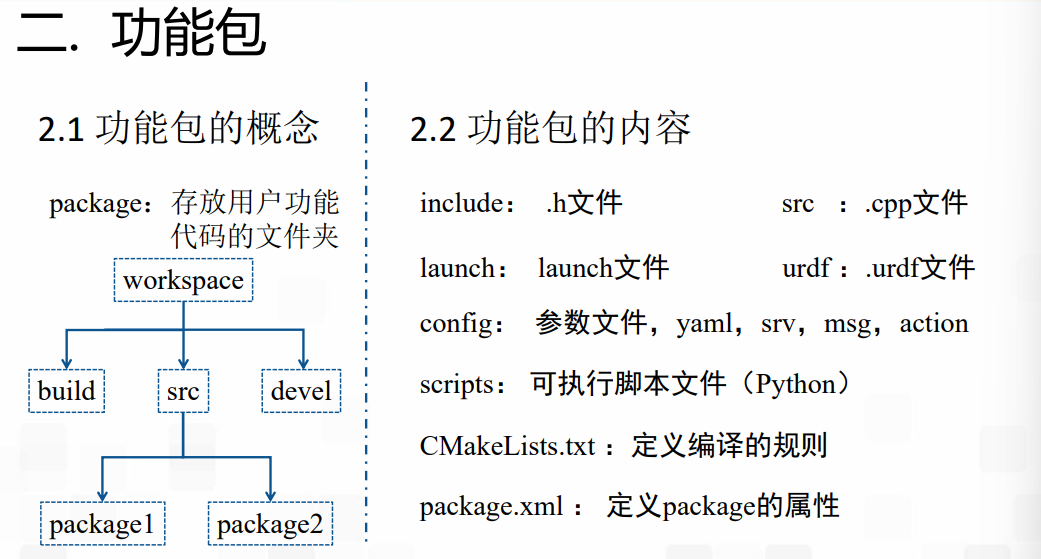 二. 功能包
2.1 功能包的概念
package：存放用户功能
代码的文件夹
workspace
build
src
devel
package1
package2
2.2 功能包的内容
include： .h文件
src ：.cpp文件
launch： launch文件
urdf ：.urdf文件
config： 参数文件，yaml，srv，msg，action
scripts： 可执行脚本文件（Python）
CMakeLists.txt ：定义编译的规则
package.xml ： 定义package的属性